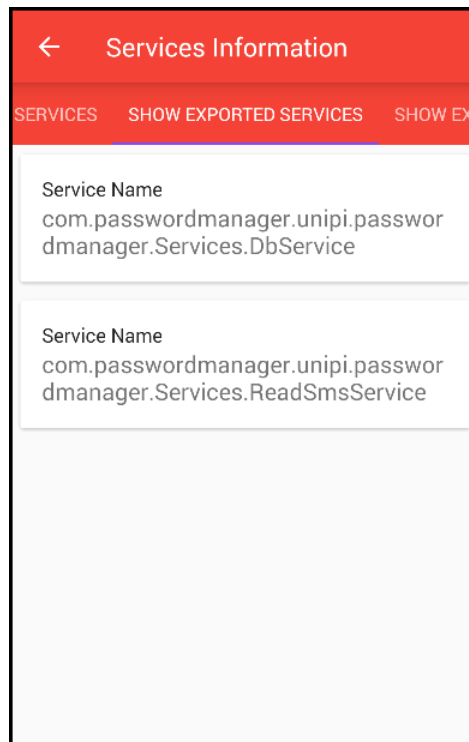 Services Information
SERVICES SHOW EXPORTED SERVICES SHOW EX
Service Name
com.passwordmanager.unipi.passwor
dmanager.Services.DbService
Service Name
com.passwordmanager.unipi.passwor
dmanager.Services.ReadSmsService